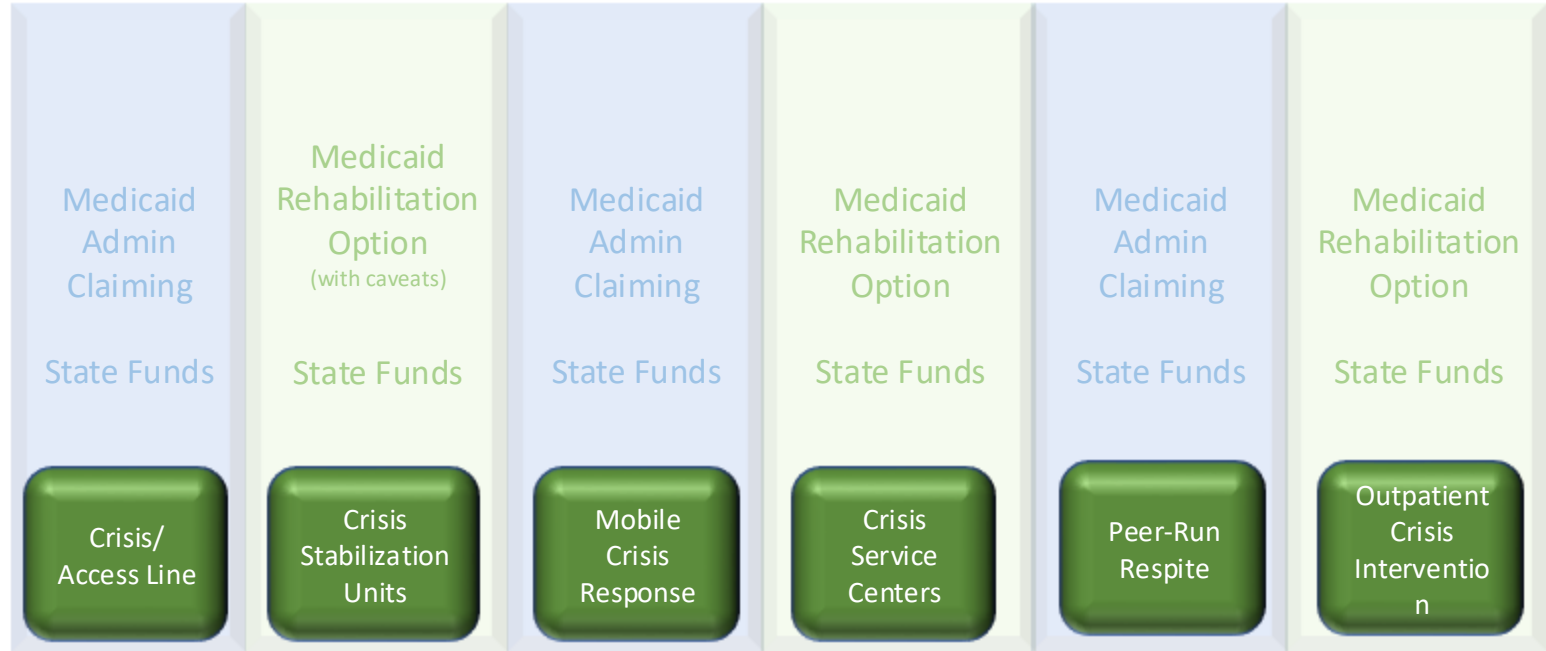 Medicaid
Admin
Claiming
State Funds
Crisis/
Access Line
Medicaid
Rehabilitation
Option
(with caveats)
State Funds
Crisis
Stabilization
Units
Medicaid
Admin
Claiming
State Funds
Mobile
Crisis
Response
Medicaid
Rehabilitation
Option
State Funds
Crisis
Service
Centers
Medicaid
Admin
Claiming
State Funds
Peer-Run
Respite
Medicaid
Rehabilitation
Option
State Funds
Outpatient
Crisis
Interventio
n